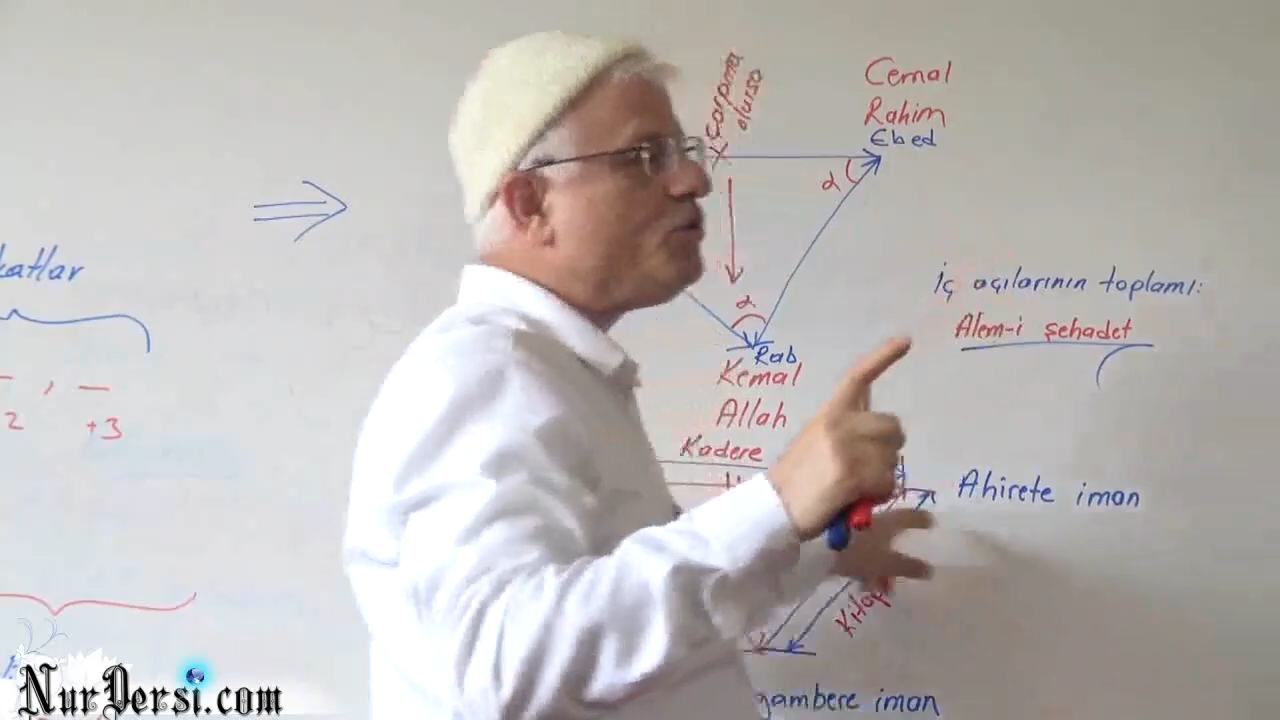 katlar
2 , +3
çarpma
olursa
Cemal
Rahim
Ebed
α
α
Rab
Kemal
Allah
Kadere
İç açılarının toplamı:
Alem-i şehadet
Ahirete iman
Kitap
gambere iman
NurDersi.com